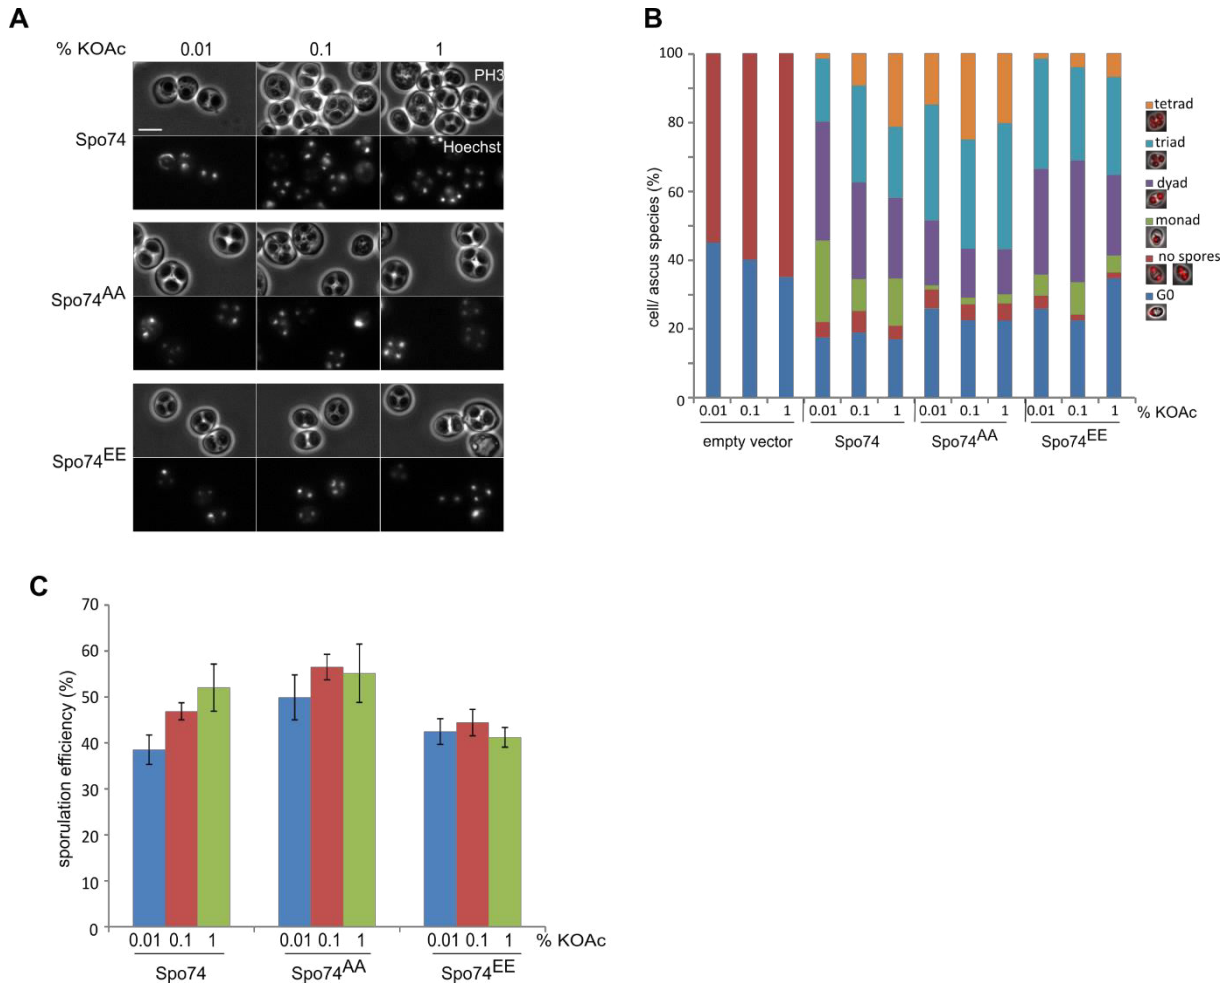 A
% KOAc 0.01 0.1 1
PH3
Spo74
Hoechst
Spo74AA
Spo74EE
B
cell/ ascus species (%)
100
80
60
40
20
0
0.01 0.1 1 0.01 0.1 1 0.01 0.1 1 0.01 0.1 1 % KOAc
empty vector Spo74 Spo74AA Spo74EE
tetrad
triad
dyad
monad
no spores
G0
C
sporulation efficiency (%)
70
60
50
40
30
20
10
0
0.01 0.1 1 0.01 0.1 1 0.01 0.1 1 % KOAc
Spo74 Spo74AA Spo74EE